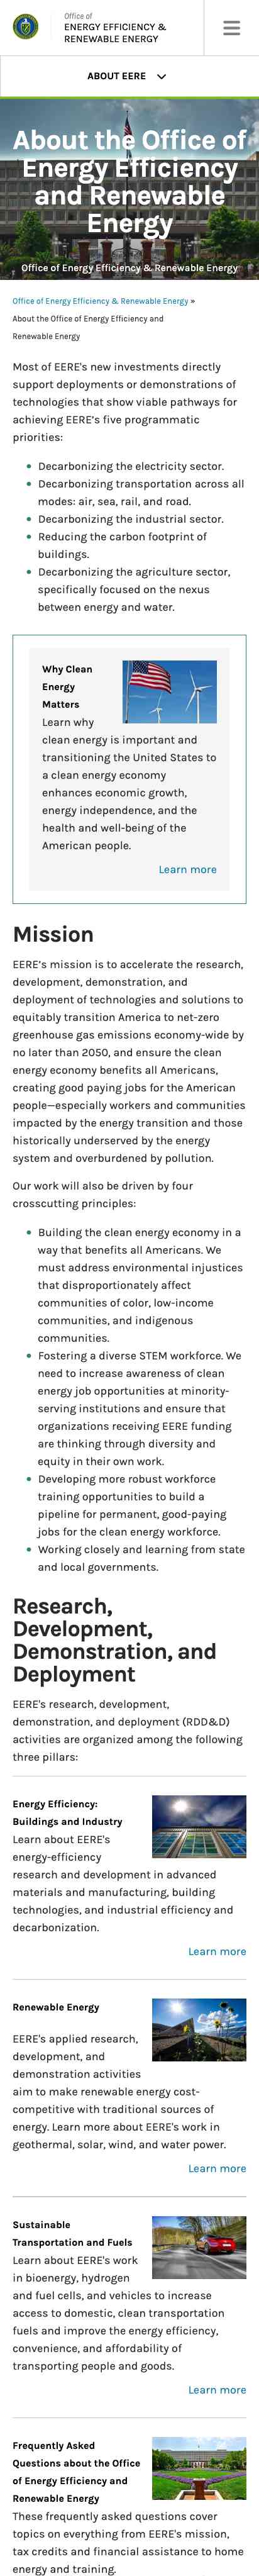 Office of
ENERGY EFFICIENCY &
RENEWABLE ENERGY
ABOUT EERE
About the Office of
Energy Efficiency
and Renewable
Energy
Office of Energy Efficiency & Renewable Energy
Office of Energy Efficiency & Renewable Energy »
About the Office of Energy Efficiency and
Renewable Energy
Most of EERE's new investments directly
support deployments or demonstrations of
technologies that show viable pathways for
achieving EERE’s five programmatic
priorities:
Decarbonizing the electricity sector.
Decarbonizing transportation across all
modes: air, sea, rail, and road.
Decarbonizing the industrial sector.
Reducing the carbon footprint of
buildings.
Decarbonizing the agriculture sector,
specifically focused on the nexus
between energy and water.
Why Clean
Energy
Matters
Learn why
clean energy is important and
transitioning the United States to
a clean energy economy
enhances economic growth,
energy independence, and the
health and well-being of the
American people.
Learn more
Mission
EERE’s mission is to accelerate the research,
development, demonstration, and
deployment of technologies and solutions to
equitably transition America to net-zero
greenhouse gas emissions economy-wide by
no later than 2050, and ensure the clean
energy economy benefits all Americans,
creating good paying jobs for the American
people—especially workers and communities
impacted by the energy transition and those
historically underserved by the energy
system and overburdened by pollution.
Our work will also be driven by four
crosscutting principles:
Building the clean energy economy in a
way that benefits all Americans. We
must address environmental injustices
that disproportionately affect
communities of color, low-income
communities, and indigenous
communities.
Fostering a diverse STEM workforce. We
need to increase awareness of clean
energy job opportunities at minority-
serving institutions and ensure that
organizations receiving EERE funding
are thinking through diversity and
equity in their own work.
Developing more robust workforce
training opportunities to build a
pipeline for permanent, good-paying
jobs for the clean energy workforce.
Working closely and learning from state
and local governments.
Research,
Development,
Demonstration, and
Deployment
EERE's research, development,
demonstration, and deployment (RDD&D)
activities are organized among the following
three pillars:
Energy Efficiency:
Buildings and Industry
Learn about EERE's
energy-efficiency
research and development in advanced
materials and manufacturing, building
technologies, and industrial efficiency and
decarbonization.
Learn more
Renewable Energy
EERE's applied research,
development, and
demonstration activities
aim to make renewable energy cost-
competitive with traditional sources of
energy. Learn more about EERE's work in
geothermal, solar, wind, and water power.
Learn more
Sustainable
Transportation and Fuels
Learn about EERE's work
in bioenergy, hydrogen
and fuel cells, and vehicles to increase
access to domestic, clean transportation
fuels and improve the energy efficiency,
convenience, and affordability of
transporting people and goods.
Learn more
Frequently Asked
Questions about the Office
of Energy Efficiency and
Renewable Energy
These frequently asked questions cover
topics on everything from EERE's mission,
tax credits and financial assistance to home
energy and training.